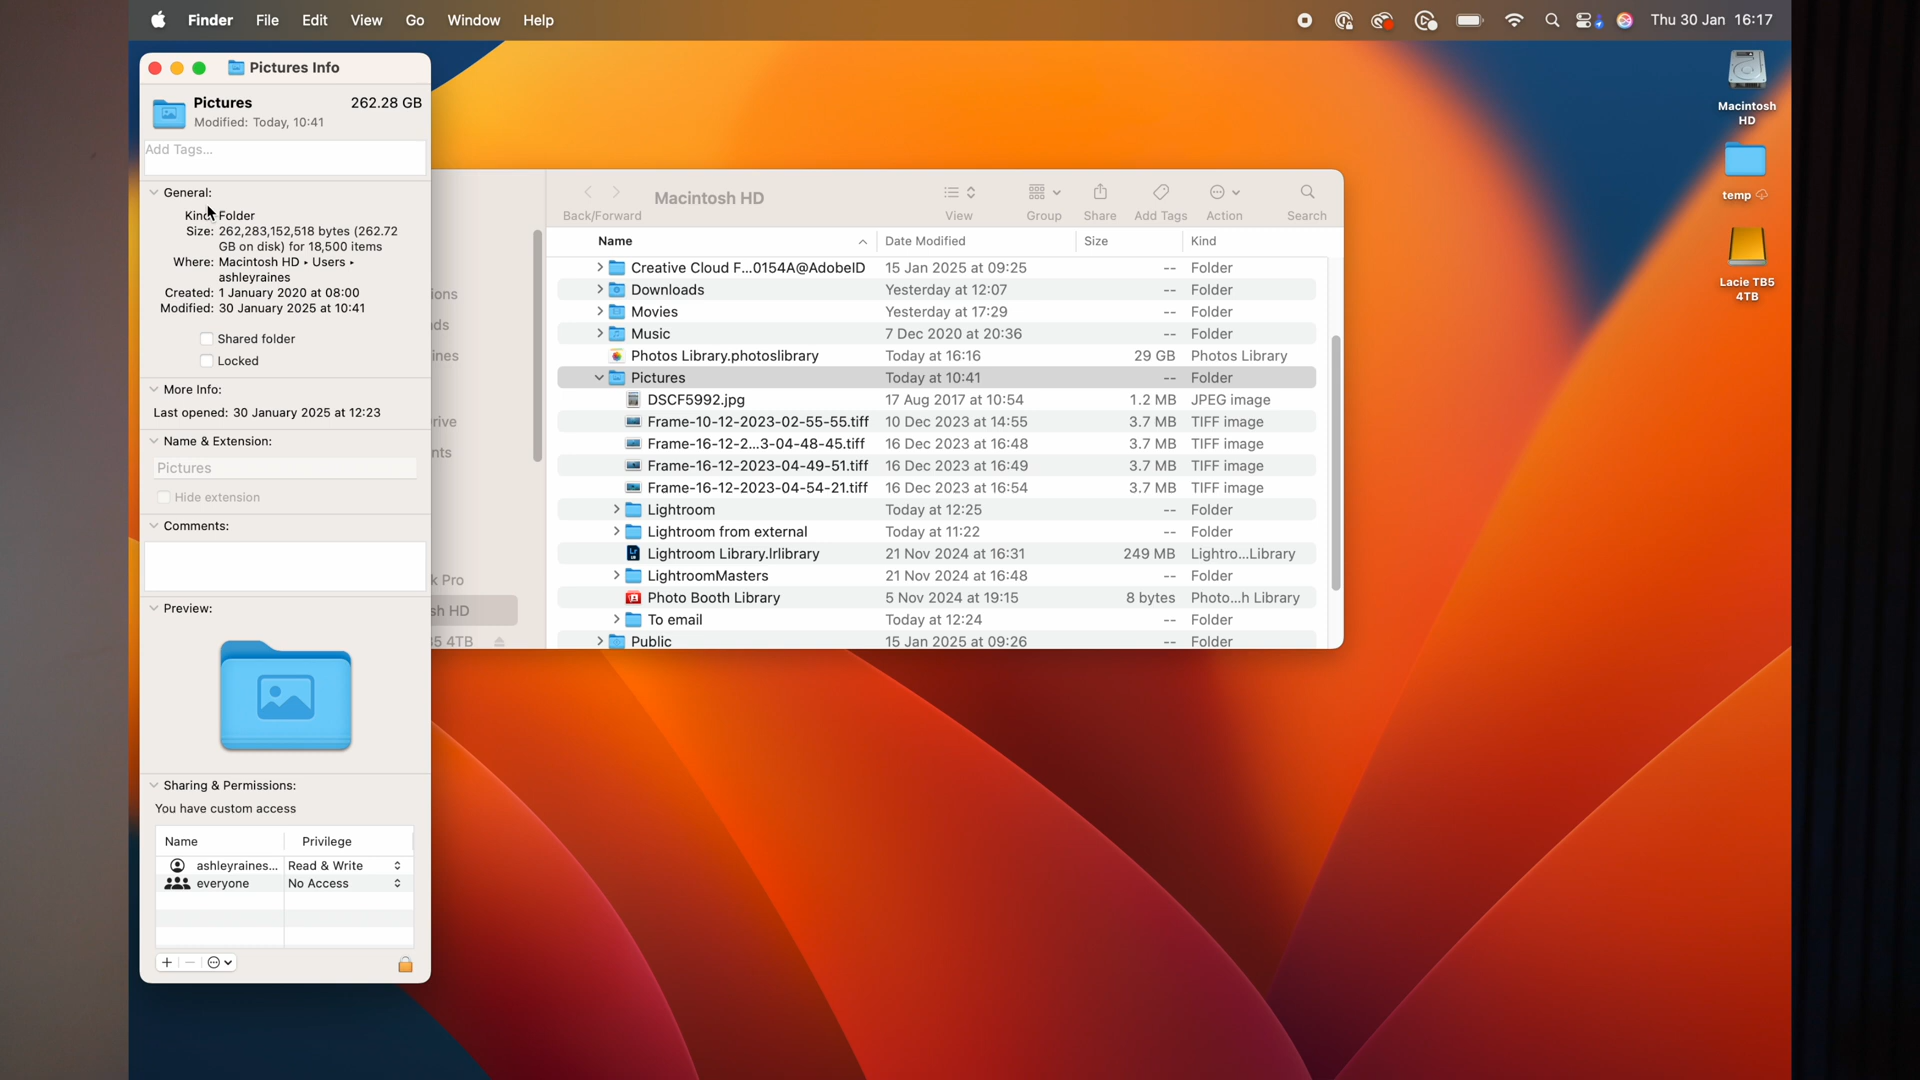 Finder File Edit View Go Window Help
Thu 30 Jan 16:17
Pictures Info
Pictures 262.28 GB
Modified: Today, 10:41
Add Tags...
General:
Kind: Folder
Size: 262,283,152,518 bytes (262.72
GB on disk) for 18,500 items
Where: Macintosh HD ▸ Users ▸
ashleyraines
Created: 1 January 2020 at 08:00
Modified: 30 January 2025 at 10:41
Shared folder
Locked
More Info:
Last opened: 30 January 2025 at 12:23
Name & Extension:
Pictures
Hide extension
Comments:
Preview:
Sharing & Permissions:
You have custom access
Name Privilege
ashleyraines... Read & Write
everyone No Access
ions
ds
ines
rive
nts
k Pro
sh HD
B5 4TB
Back/Forward
Macintosh HD
View Group Share Add Tags Action Search
Name Date Modified Size Kind
Creative Cloud F...0154A@AdobeID 15 Jan 2025 at 09:25 -- Folder
Downloads Yesterday at 12:07 -- Folder
Movies Yesterday at 17:29 -- Folder
Music 7 Dec 2020 at 20:36 -- Folder
Photos Library.photoslibrary Today at 16:16 29 GB Photos Library
Pictures Today at 10:41 -- Folder
DSCF5992.jpg 17 Aug 2017 at 10:54 1.2 MB JPEG image
Frame-10-12-2023-02-55-55.tiff 10 Dec 2023 at 14:55 3.7 MB TIFF image
Frame-16-12-2...3-04-48-45.tiff 16 Dec 2023 at 16:48 3.7 MB TIFF image
Frame-16-12-2023-04-49-51.tiff 16 Dec 2023 at 16:49 3.7 MB TIFF image
Frame-16-12-2023-04-54-21.tiff 16 Dec 2023 at 16:54 3.7 MB TIFF image
Lightroom Today at 12:25 -- Folder
Lightroom from external Today at 11:22 -- Folder
Lightroom Library.lrlibrary 21 Nov 2024 at 16:31 249 MB Lightro...Library
LightroomMasters 21 Nov 2024 at 16:48 -- Folder
Photo Booth Library 5 Nov 2024 at 19:15 8 bytes Photo...h Library
To email Today at 12:24 -- Folder
Public 15 Jan 2025 at 09:26 -- Folder
Macintosh
HD
temp
Lacie TB5
4TB